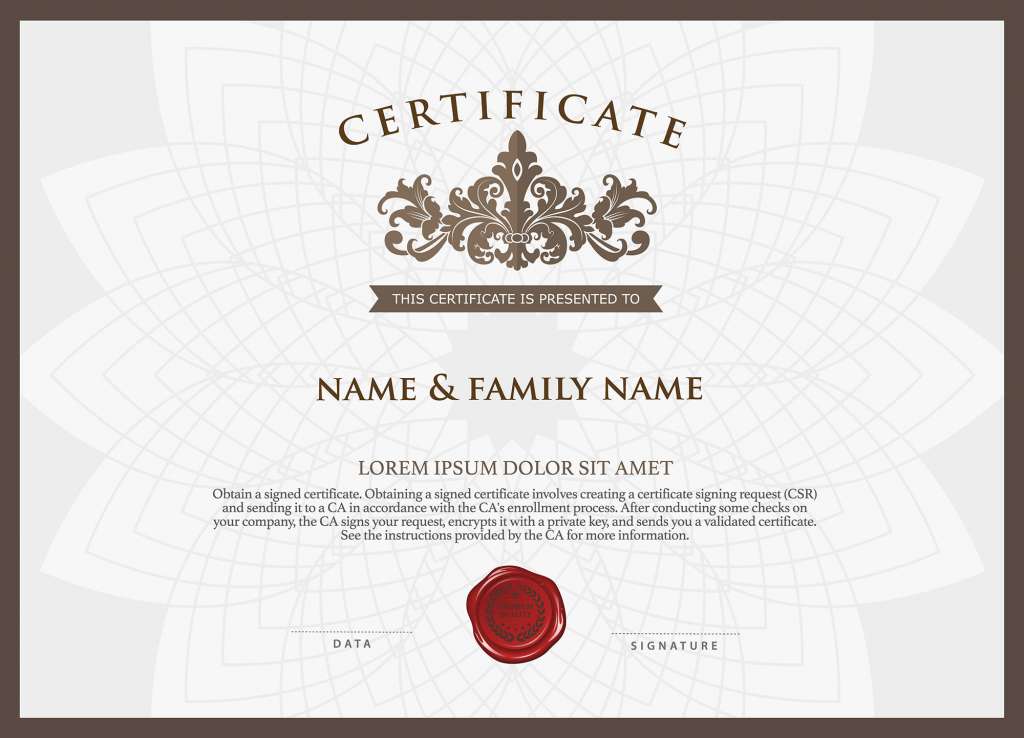 CERTIFICATE
THIS CERTIFICATE IS PRESENTED TO
NAME & FAMILY NAME
LOREM IPSUM DOLOR SIT AMET
Obtain a signed certificate. Obtaining a signed certificate involves creating a certificate signing request (CSR)
and sending it to a CA in accordance with the CA's enrollment process. After conducting some checks on
your company, the CA signs your request, encrypts it with a private key, and sends you a validated certificate.
See the instructions provided by the CA for more information.
PREMIUM
QUALITY
DATA
SIGNATURE